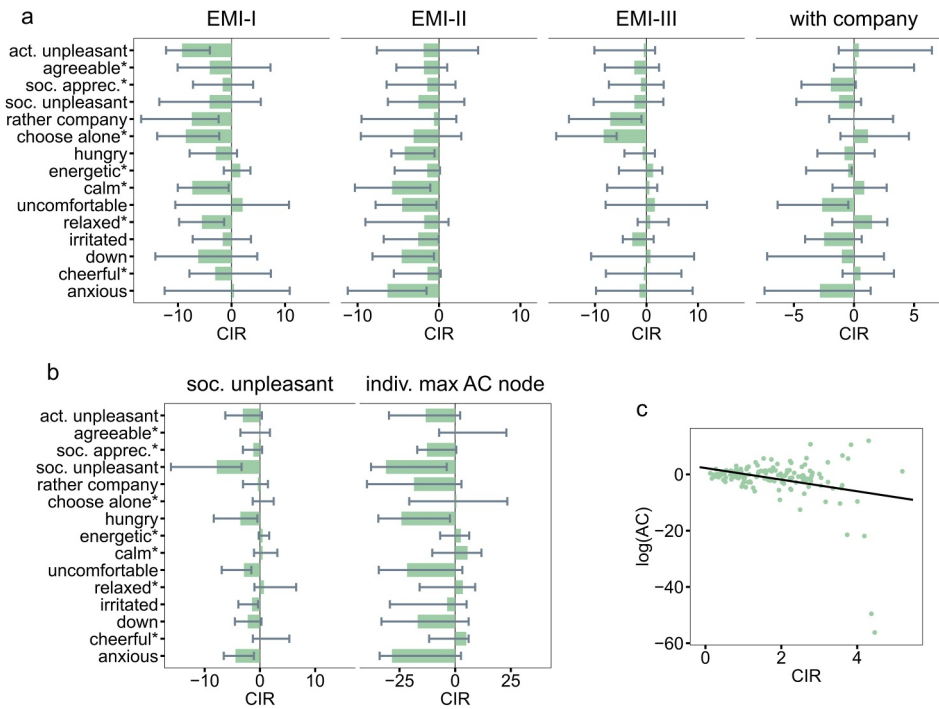 a
EMI-I EMI-II EMI-III with company
act. unpleasant
agreeable*
soc. apprec.*
soc. unpleasant
rather company
choose alone*
hungry
energetic*
calm*
uncomfortable
relaxed*
irritated
down
cheerful*
anxious
−10 0 10 −10 0 10 −10 0 10 −5 0 5
CIR CIR CIR CIR
b
soc. unpleasant indiv. max AC node
act. unpleasant
agreeable*
soc. apprec.*
soc. unpleasant
rather company
choose alone*
hungry
energetic*
calm*
uncomfortable
relaxed*
irritated
down
cheerful*
anxious
−10 0 10 −25 0 25
CIR CIR
c
log(AC)
0
−20
−40
−60
0 2 4
CIR